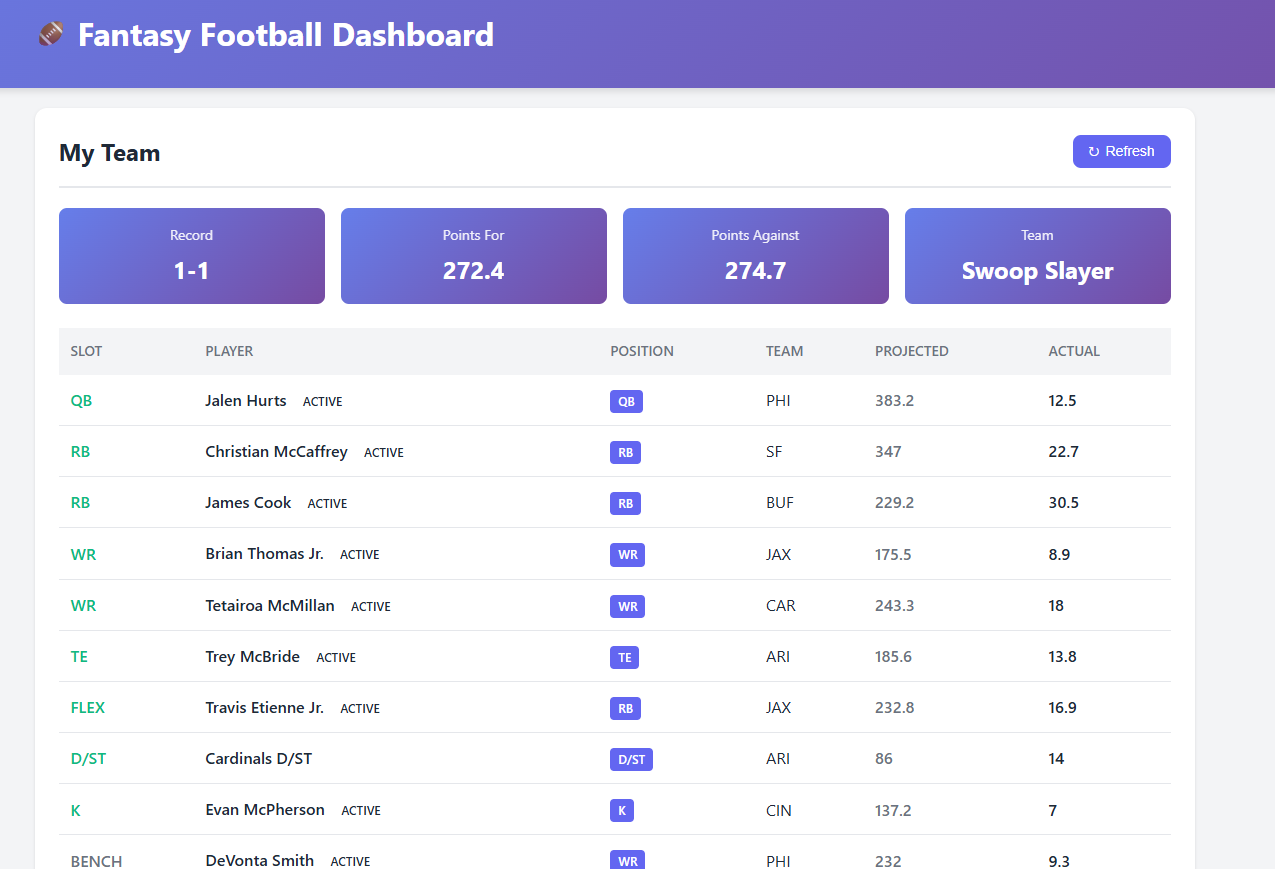 Fantasy Football Dashboard
My Team
↻ Refresh
Record
1-1
Points For
272.4
Points Against
274.7
Team
Swoop Slayer
SLOT PLAYER POSITION TEAM PROJECTED ACTUAL
QB Jalen Hurts ACTIVE QB PHI 383.2 12.5
RB Christian McCaffrey ACTIVE RB SF 347 22.7
RB James Cook ACTIVE RB BUF 229.2 30.5
WR Brian Thomas Jr. ACTIVE WR JAX 175.5 8.9
WR Tetairoa McMillan ACTIVE WR CAR 243.3 18
TE Trey McBride ACTIVE TE ARI 185.6 13.8
FLEX Travis Etienne Jr. ACTIVE RB JAX 232.8 16.9
D/ST Cardinals D/ST D/ST ARI 86 14
K Evan McPherson ACTIVE K CIN 137.2 7
BENCH DeVonta Smith ACTIVE WR PHI 232 9.3